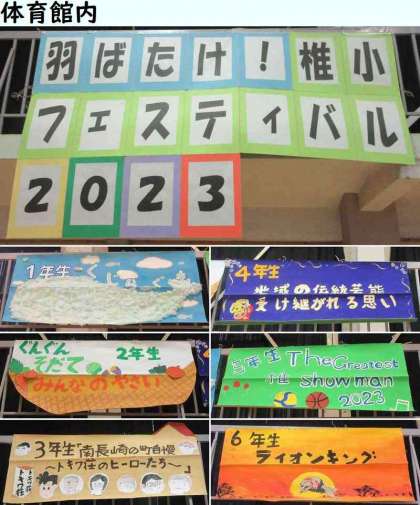 体育館内
羽ばたけ！椎小
フェスティバル
2023
1年生
4年生
地域の伝統芸能
受け継がれる思い
ぐんぐん
そだて
2年生
みんなのやさい
5年生 The Greatest
Showman
2023
3年生「南長崎の町自慢
～トキワ荘のヒーローたち～」
トキワ荘
6年生
ライオンキング